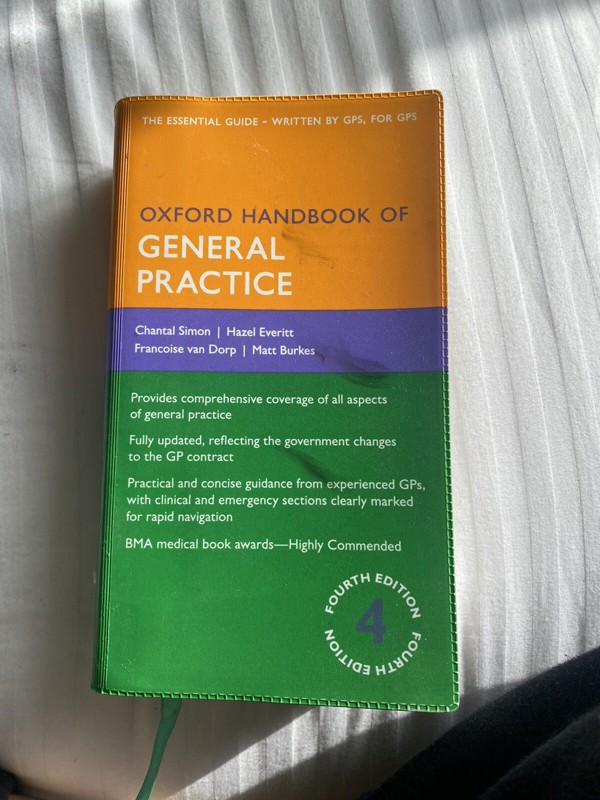 THE ESSENTIAL GUIDE – WRITTEN BY GPS, FOR GPS
OXFORD HANDBOOK OF
GENERAL
PRACTICE
Chantal Simon | Hazel Everitt
Francoise van Dorp | Matt Burkes
Provides comprehensive coverage of all aspects
of general practice
Fully updated, reflecting the government changes
to the GP contract
Practical and concise guidance from experienced GPs,
with clinical and emergency sections clearly marked
for rapid navigation
BMA medical book awards—Highly Commended
FOURTH EDITION
4
FOURTH EDITION